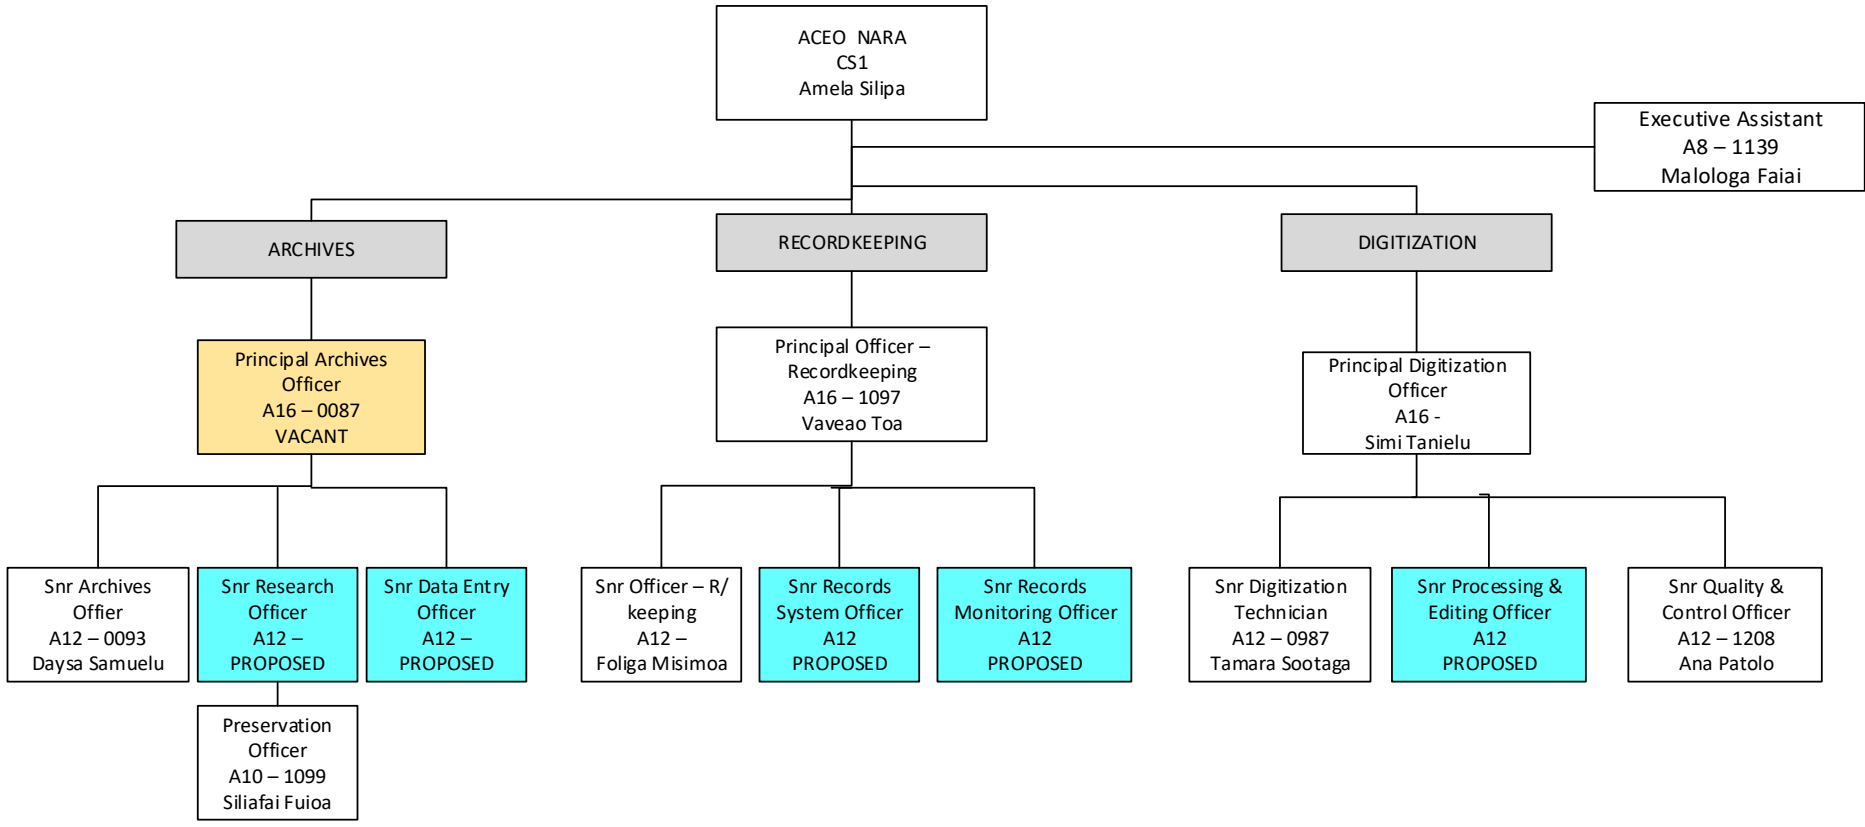 ACEO  NARA
CS1
Amela Silipa
Executive Assistant
A8 – 1139
Malologa Faiai
ARCHIVES
RECORDKEEPING
DIGITIZATION
Principal Archives
Officer
A16 – 0087
VACANT
Principal Officer –
Recordkeeping
A16 – 1097
Vaveao Toa
Principal Digitization
Officer
A16 -
Simi Tanielu
Snr Archives
Offier
A12 – 0093
Daysa Samuelu
Snr Research
Officer
A12 –
PROPOSED
Snr Data Entry
Officer
A12 –
PROPOSED
Snr Officer – R/
keeping
A12 –
Foliga Misimoa
Snr Records
System Officer
A12
PROPOSED
Snr Records
Monitoring Officer
A12
PROPOSED
Snr Digitization
Technician
A12 – 0987
Tamara Sootaga
Snr Processing &
Editing Officer
A12
PROPOSED
Snr Quality &
Control Officer
A12 – 1208
Ana Patolo
Preservation
Officer
A10 – 1099
Siliafai Fuioa